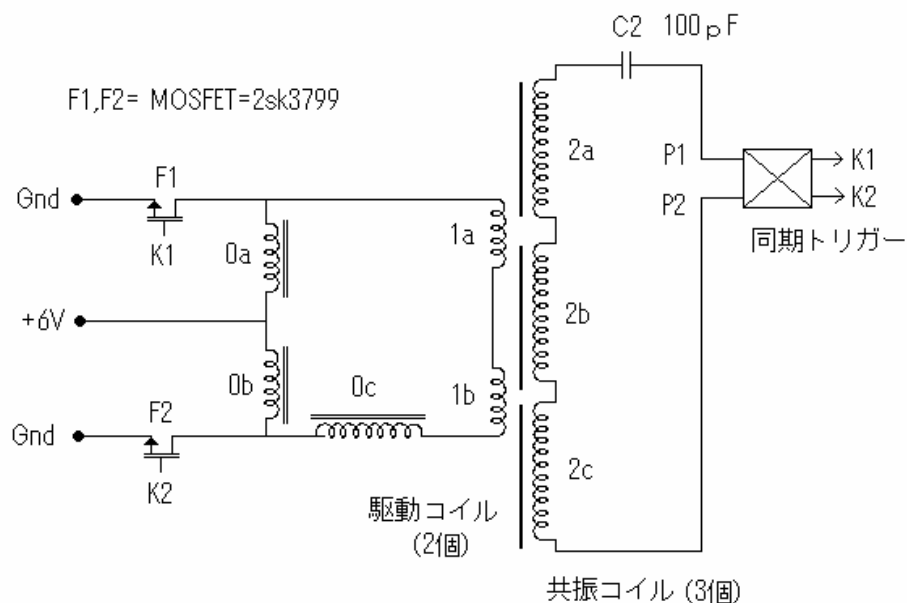 C2 100pF
F1,F2= MOSFET=2sk3799
2a
P1
K1
F1
Gnd
P2
K2
K1
0a
1a
同期トリガー
+6V
2b
0b
0c
1b
F2
Gnd
2c
K2
駆動コイル
(2個)
共振コイル (3個)